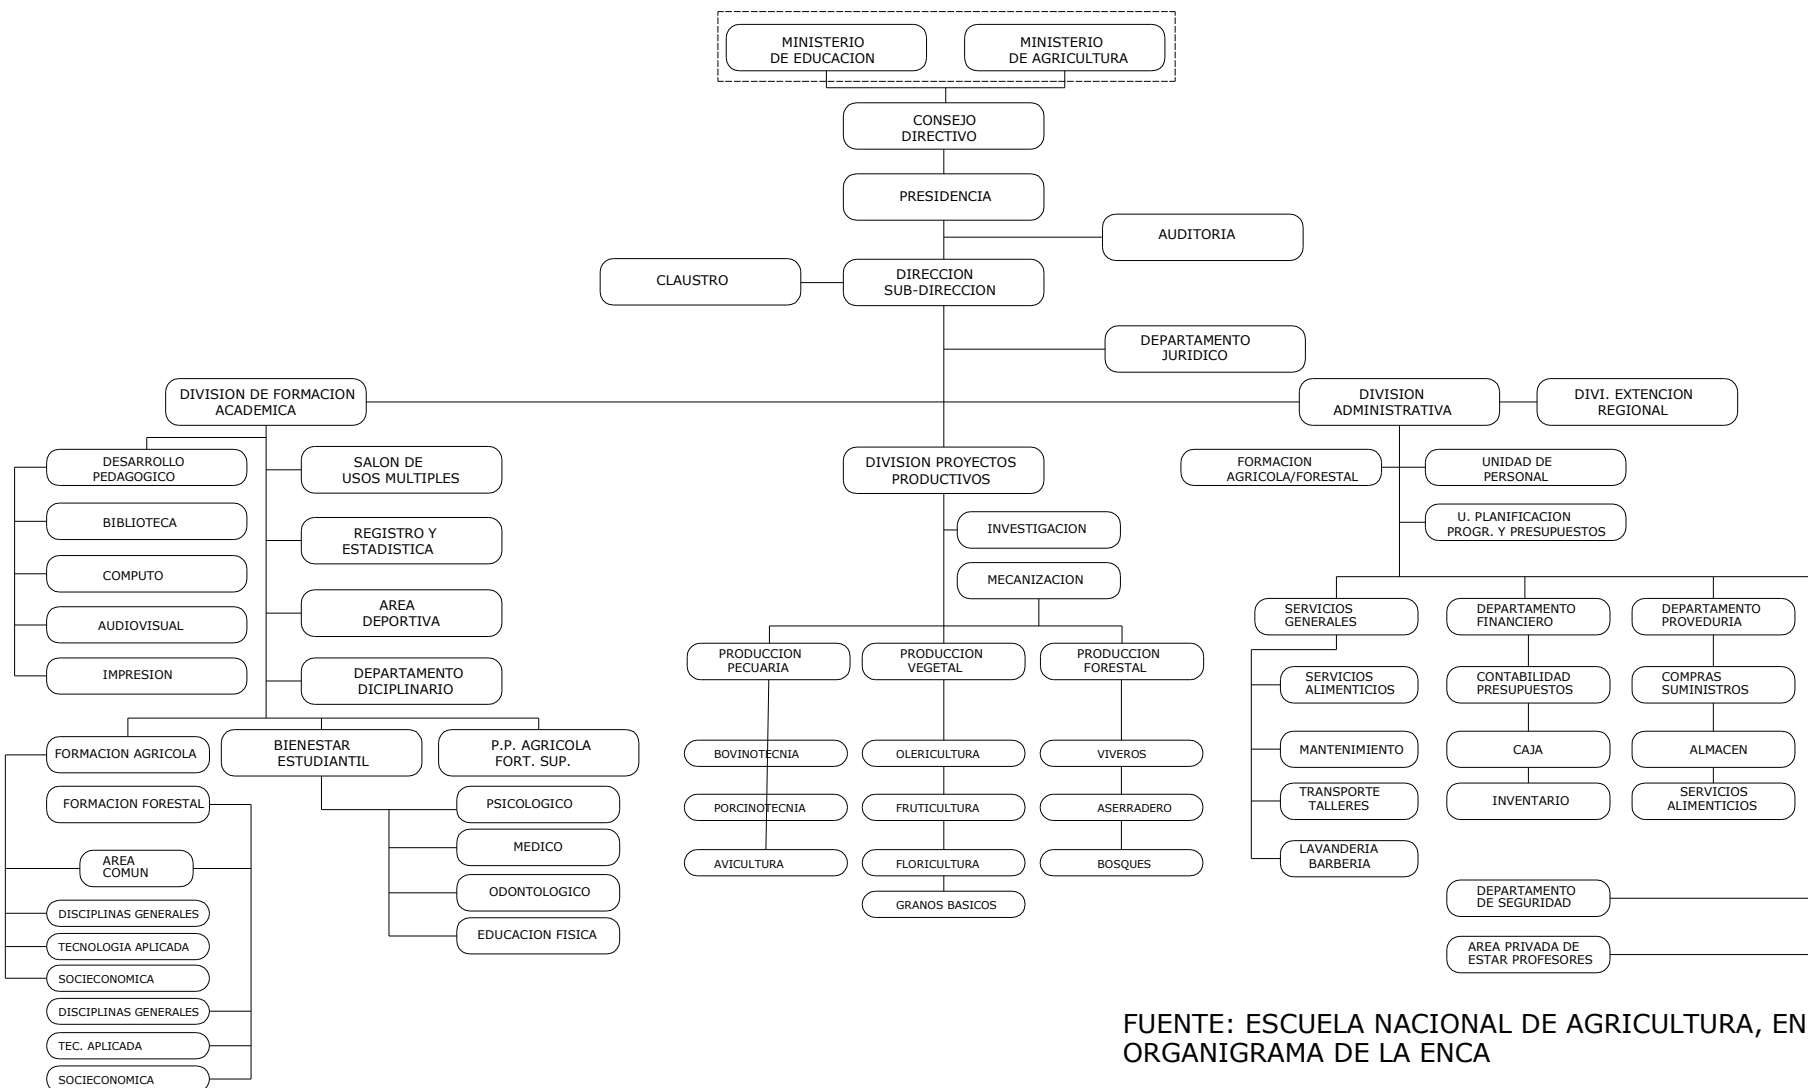 MINISTERIO
DE EDUCACION
MINISTERIO
DE AGRICULTURA
CONSEJO
DIRECTIVO
PRESIDENCIA
AUDITORIA
CLAUSTRO
DIRECCION
SUB-DIRECCION
DEPARTAMENTO
JURIDICO
DIVISION DE FORMACION
ACADEMICA
DIVISION
ADMINISTRATIVA
DIVI. EXTENCION
REGIONAL
DESARROLLO
PEDAGOGICO
BIBLIOTECA
COMPUTO
AUDIOVISUAL
IMPRESION
SALON DE
USOS MULTIPLES
REGISTRO Y
ESTADISTICA
AREA
DEPORTIVA
DEPARTAMENTO
DICIPLINARIO
FORMACION AGRICOLA
BIENESTAR
ESTUDIANTIL
P.P. AGRICOLA
FORT. SUP.
FORMACION FORESTAL
AREA
COMUN
DISCIPLINAS GENERALES
TECNOLOGIA APLICADA
SOCIECONOMICA
DISCIPLINAS GENERALES
TEC. APLICADA
SOCIECONOMICA
PSICOLOGICO
MEDICO
ODONTOLOGICO
EDUCACION FISICA
DIVISION PROYECTOS
PRODUCTIVOS
INVESTIGACION
MECANIZACION
PRODUCCION
PECUARIA
PRODUCCION
VEGETAL
PRODUCCION
FORESTAL
BOVINOTECNIA
PORCINOTECNIA
AVICULTURA
OLERICULTURA
FRUTICULTURA
FLORICULTURA
GRANOS BASICOS
VIVEROS
ASERRADERO
BOSQUES
FORMACION
AGRICOLA/FORESTAL
UNIDAD DE
PERSONAL
U. PLANIFICACION
PROGR. Y PRESUPUESTOS
SERVICIOS
GENERALES
DEPARTAMENTO
FINANCIERO
DEPARTAMENTO
PROVEDURIA
SERVICIOS
ALIMENTICIOS
MANTENIMIENTO
TRANSPORTE
TALLERES
LAVANDERIA
BARBERIA
CONTABILIDAD
PRESUPUESTOS
CAJA
INVENTARIO
COMPRAS
SUMINISTROS
ALMACEN
SERVICIOS
ALIMENTICIOS
DEPARTAMENTO
DE SEGURIDAD
AREA PRIVADA DE
ESTAR PROFESORES
FUENTE: ESCUELA NACIONAL DE AGRICULTURA, EN
ORGANIGRAMA DE LA ENCA